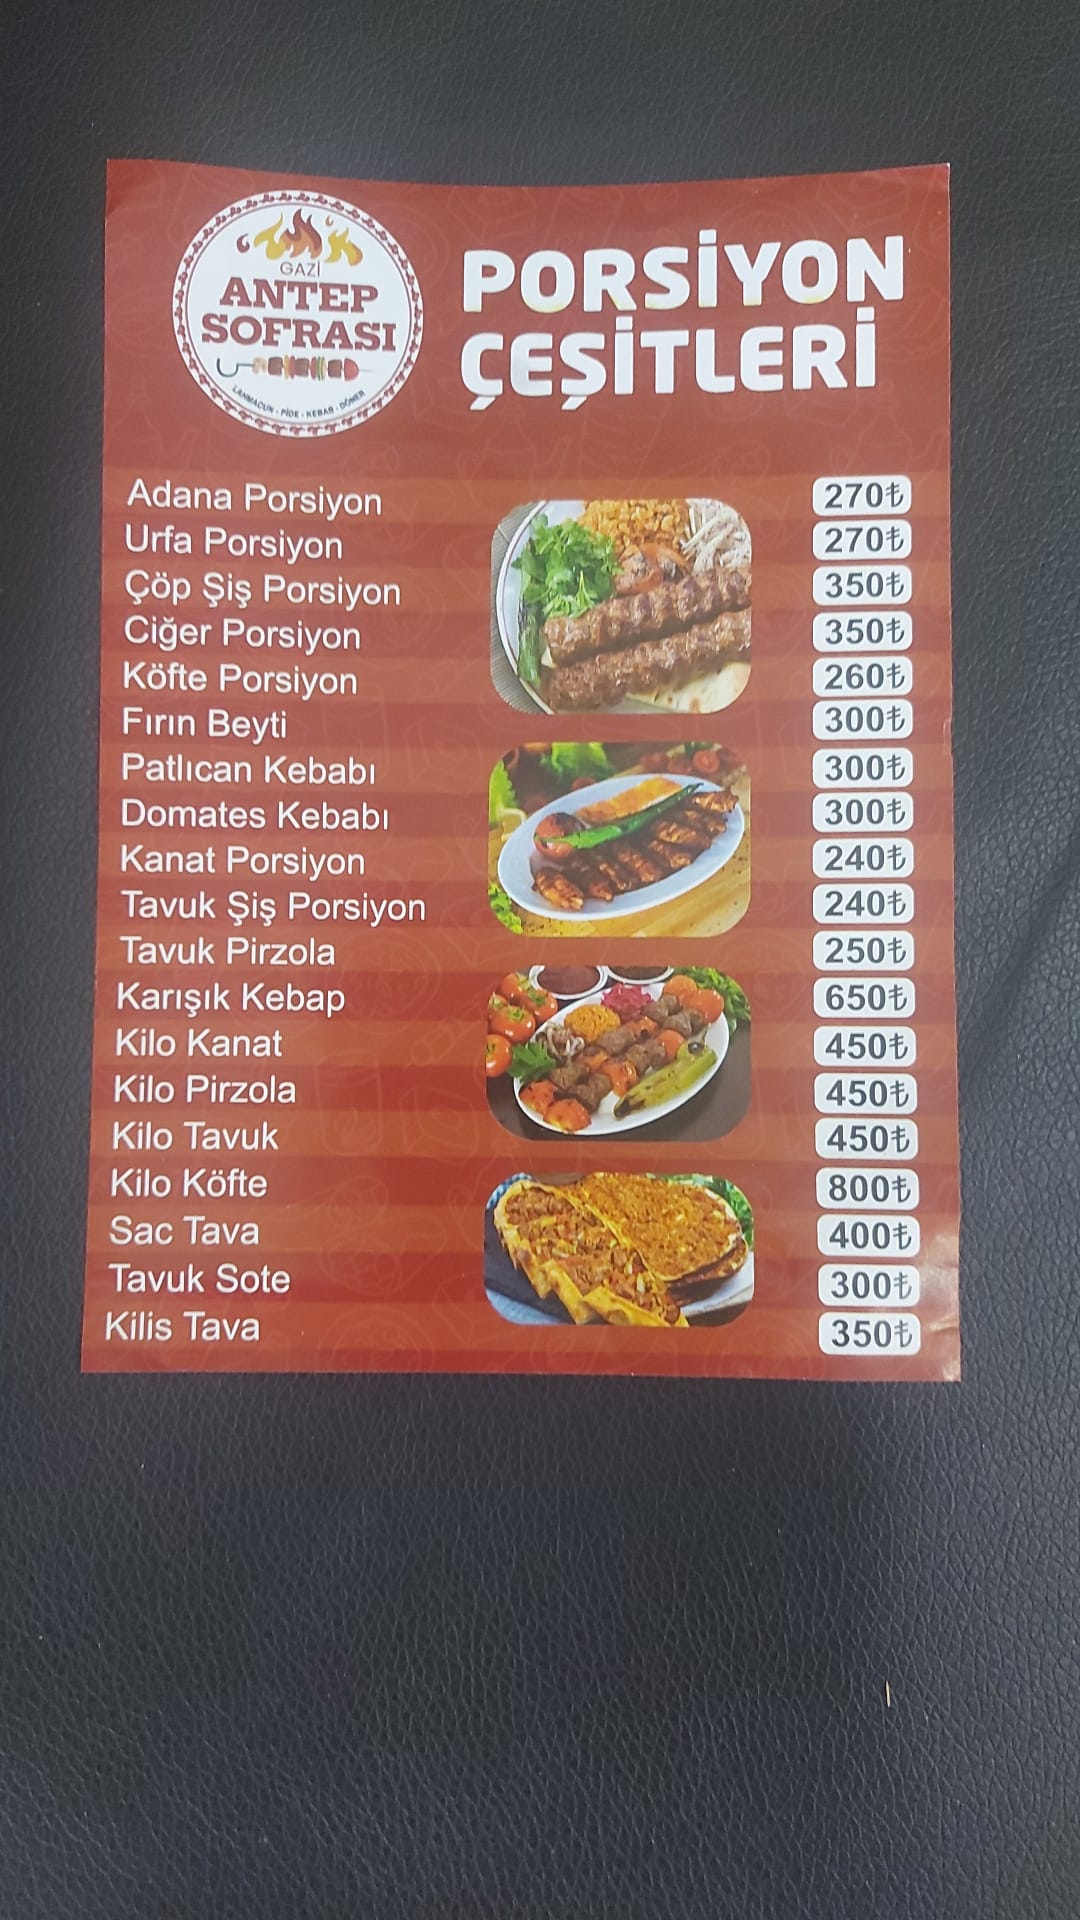 GAZİ
ANTEP
SOFRASI
LAHMACUN - PİDE - KEBAB - DÖNER
PORSİYON
ÇEŞİTLERİ
Adana Porsiyon 270₺
Urfa Porsiyon 270₺
Çöp Şiş Porsiyon 350₺
Ciğer Porsiyon 350₺
Köfte Porsiyon 260₺
Fırın Beyti 300₺
Patlıcan Kebabı 300₺
Domates Kebabı 300₺
Kanat Porsiyon 240₺
Tavuk Şiş Porsiyon 240₺
Tavuk Pirzola 250₺
Karışık Kebap 650₺
Kilo Kanat 450₺
Kilo Pirzola 450₺
Kilo Tavuk 450₺
Kilo Köfte 800₺
Sac Tava 400₺
Tavuk Sote 300₺
Kilis Tava 350₺